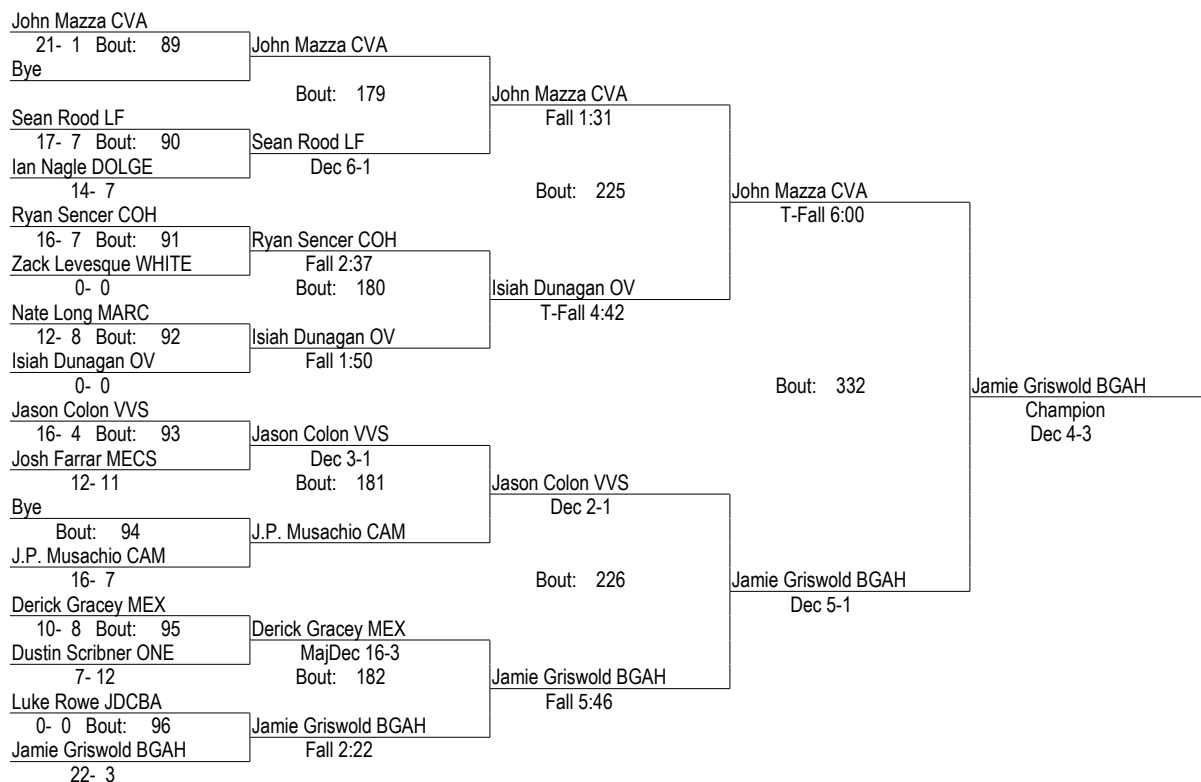 John Mazza CVA
21- 1 Bout: 89
Bye
Sean Rood LF
17- 7 Bout: 90
Ian Nagle DOLGE
14- 7
Ryan Sencer COH
16- 7 Bout: 91
Zack Levesque WHITE
0- 0
Nate Long MARC
12- 8 Bout: 92
Isiah Dunagan OV
0- 0
Jason Colon VVS
16- 4 Bout: 93
Josh Farrar MECS
12- 11
Bye
Bout: 94
J.P. Musachio CAM
16- 7
Derick Gracey MEX
10- 8 Bout: 95
Dustin Scribner ONE
7- 12
Luke Rowe JDCBA
0- 0 Bout: 96
Jamie Griswold BGAH
22- 3
John Mazza CVA
Bout: 179
Sean Rood LF
Dec 6-1
Ryan Sencer COH
Fall 2:37
Bout: 180
Isiah Dunagan OV
Fall 1:50
Jason Colon VVS
Dec 3-1
Bout: 181
J.P. Musachio CAM
Derick Gracey MEX
MajDec 16-3
Bout: 182
Jamie Griswold BGAH
Fall 2:22
John Mazza CVA
Fall 1:31
Bout: 225
Isiah Dunagan OV
T-Fall 4:42
Jason Colon VVS
Dec 2-1
Bout: 226
Jamie Griswold BGAH
Fall 5:46
John Mazza CVA
T-Fall 6:00
Bout: 332
Jamie Griswold BGAH
Dec 5-1
Jamie Griswold BGAH
Champion
Dec 4-3